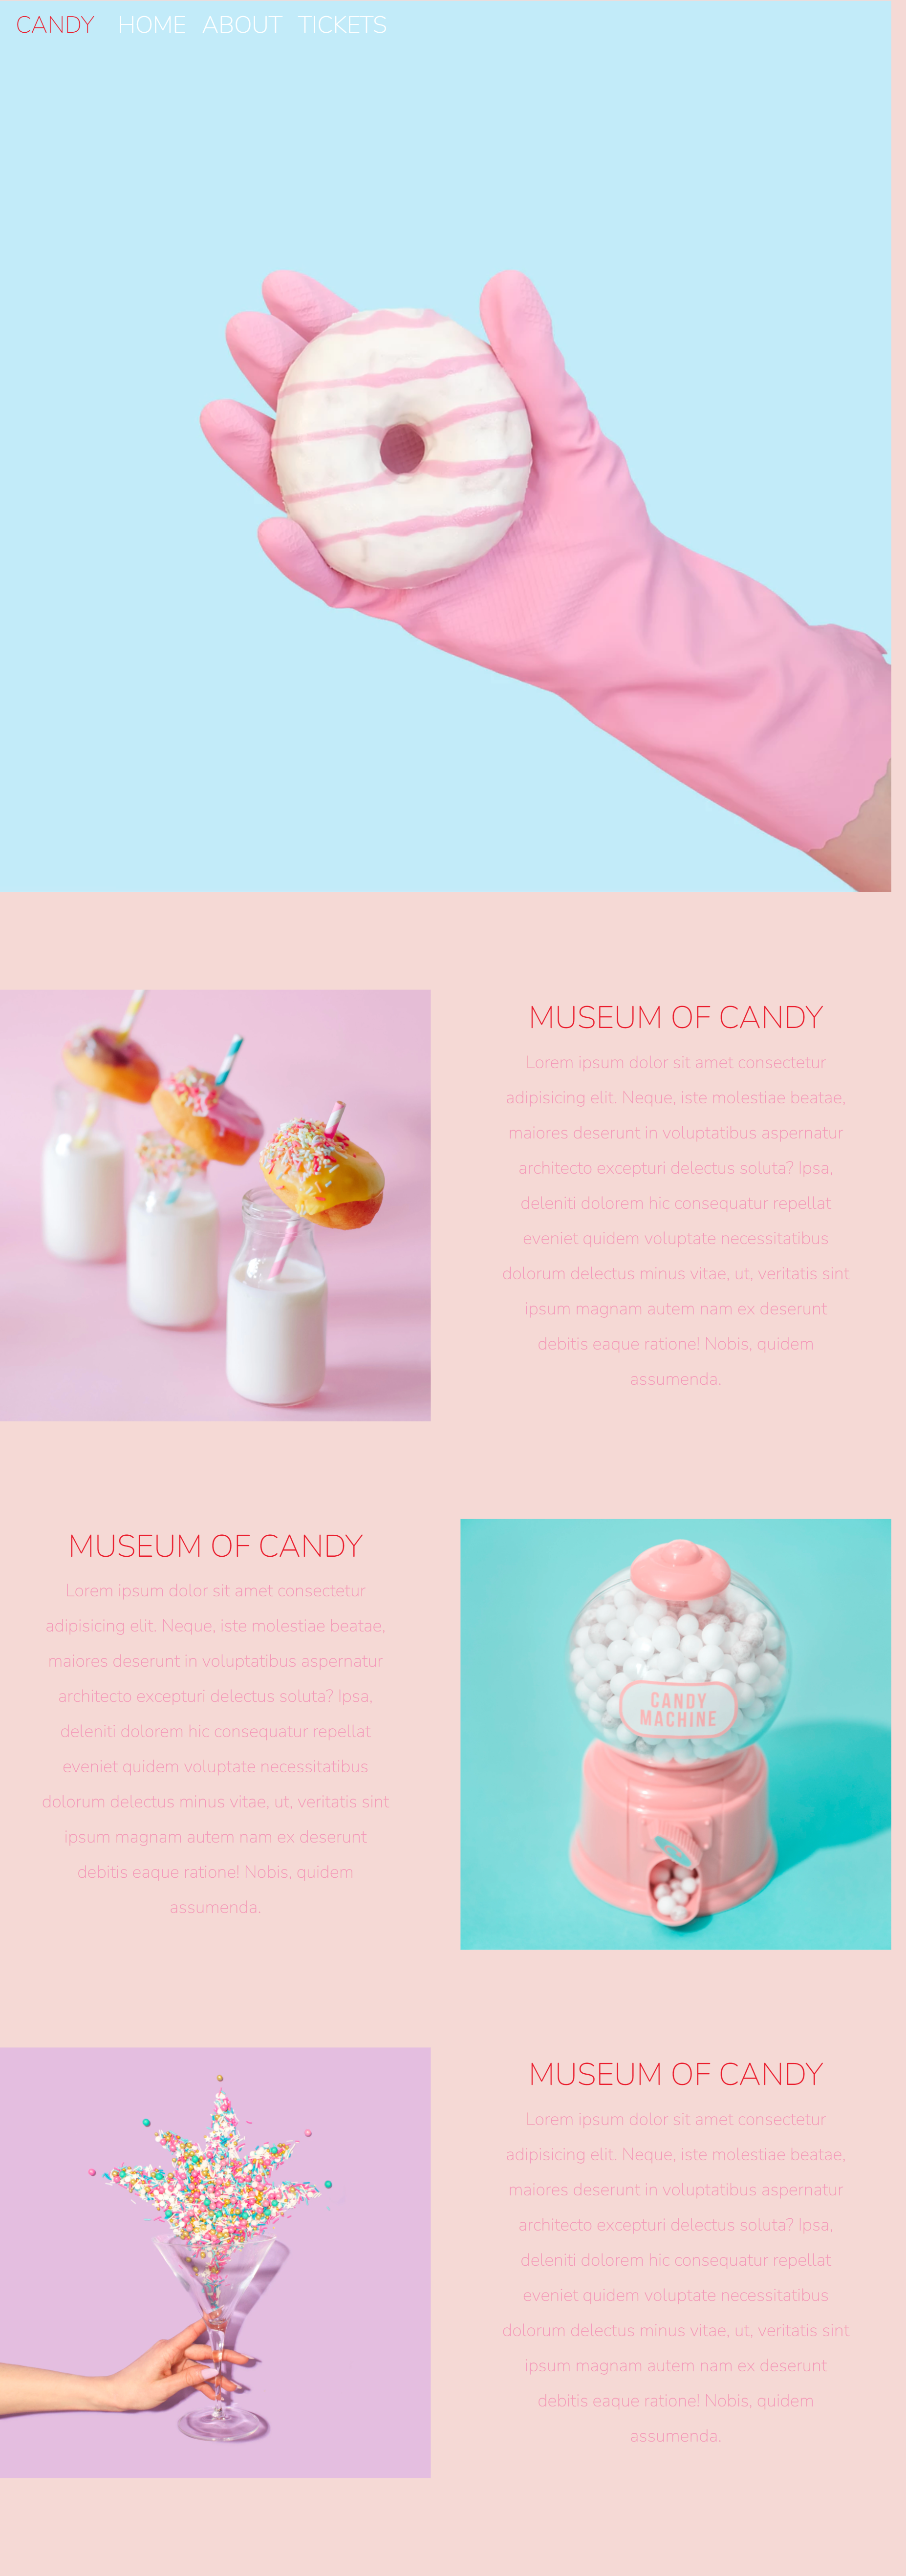 CANDY HOME ABOUT TICKETS
MUSEUM OF CANDY
Lorem ipsum dolor sit amet consectetur
adipisicing elit. Neque, iste molestiae beatae,
maiores deserunt in voluptatibus aspernatur
architecto excepturi delectus soluta? Ipsa,
deleniti dolorem hic consequatur repellat
eveniet quidem voluptate necessitatibus
dolorum delectus minus vitae, ut, veritatis sint
ipsum magnam autem nam ex deserunt
debitis eaque ratione! Nobis, quidem
assumenda.
MUSEUM OF CANDY
Lorem ipsum dolor sit amet consectetur
adipisicing elit. Neque, iste molestiae beatae,
maiores deserunt in voluptatibus aspernatur
architecto excepturi delectus soluta? Ipsa,
deleniti dolorem hic consequatur repellat
eveniet quidem voluptate necessitatibus
dolorum delectus minus vitae, ut, veritatis sint
ipsum magnam autem nam ex deserunt
debitis eaque ratione! Nobis, quidem
assumenda.
CANDY
MACHINE
MUSEUM OF CANDY
Lorem ipsum dolor sit amet consectetur
adipisicing elit. Neque, iste molestiae beatae,
maiores deserunt in voluptatibus aspernatur
architecto excepturi delectus soluta? Ipsa,
deleniti dolorem hic consequatur repellat
eveniet quidem voluptate necessitatibus
dolorum delectus minus vitae, ut, veritatis sint
ipsum magnam autem nam ex deserunt
debitis eaque ratione! Nobis, quidem
assumenda.